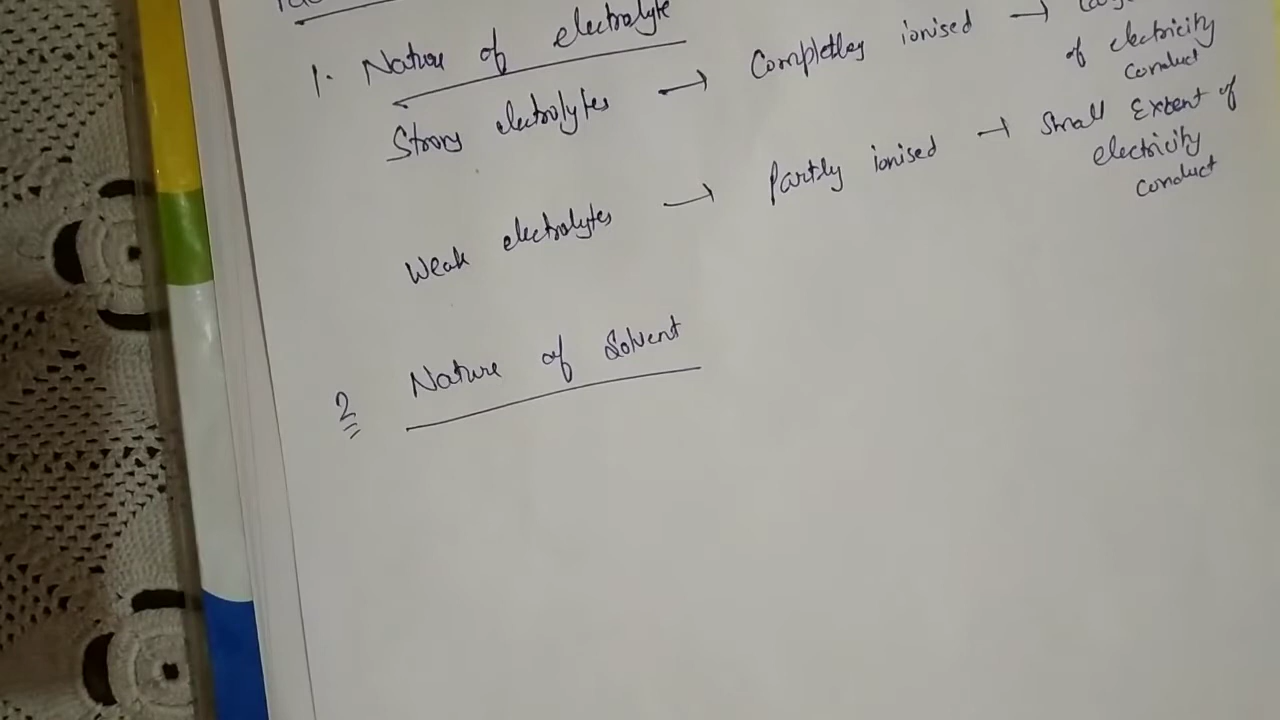 1. Nature of electrolyte
Strong electrolytes → Completley ionised →
of electricity
conduct
Weak electrolytes → Partly ionised → Small Extent of
electricity
conduct
2 Nature of Solvent